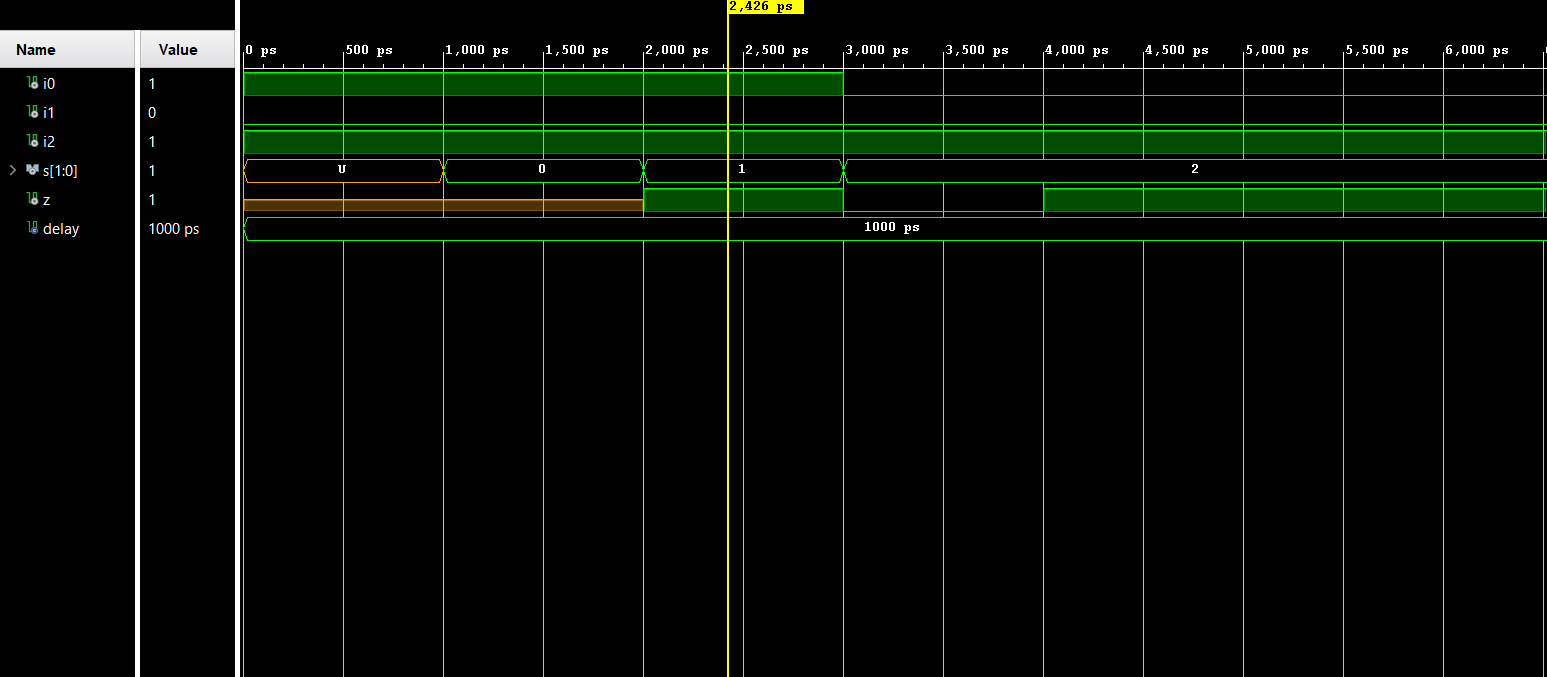 2,426 ps
Name Value 0 ps 500 ps 1,000 ps 1,500 ps 2,000 ps 2,500 ps 3,000 ps 3,500 ps 4,000 ps 4,500 ps 5,000 ps 5,500 ps 6,000 ps
i0 1
i1 0
i2 1
s[1:0] 1 U 0 1 2
z 1
delay 1000 ps 1000 ps